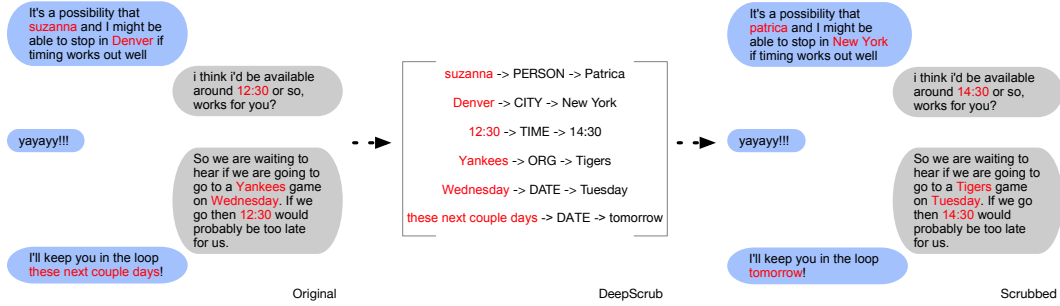 It's a possibility that
suzanna and I might be
able to stop in Denver if
timing works out well
i think i'd be available
around 12:30 or so,
works for you?
yayayy!!!
So we are waiting to
hear if we are going to
go to a Yankees game
on Wednesday. If we
go then 12:30 would
probably be too late
for us.
I'll keep you in the loop
these next couple days!
Original
suzanna -> PERSON -> Patrica
Denver -> CITY -> New York
12:30 -> TIME -> 14:30
Yankees -> ORG -> Tigers
Wednesday -> DATE -> Tuesday
these next couple days -> DATE -> tomorrow
DeepScrub
It's a possibility that
patrica and I might be
able to stop in New York
if timing works out well
i think i'd be available
around 14:30 or so,
works for you?
yayayy!!!
So we are waiting to
hear if we are going to
go to a Tigers game
on Tuesday. If we go
then 14:30 would
probably be too late
for us.
I'll keep you in the loop
tomorrow!
Scrubbed